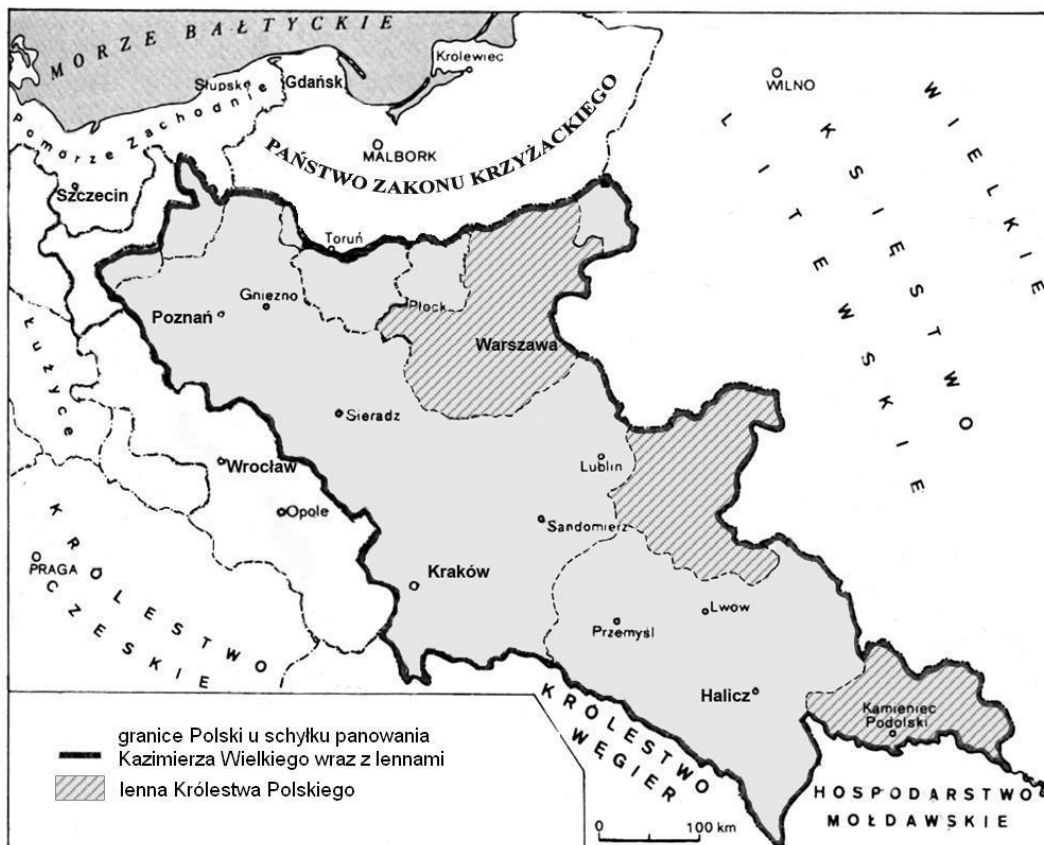 MORZE BAŁTYCKIE
Królewiec
Słupsk
Gdańsk
WILNO
Pomorze Zachodnie
MALBORK
PAŃSTWO ZAKONU KRZYŻACKIEGO
WIELKIE
KSIĘSTWO
LITEWSKIE
Szczecin
Toruń
Gniezno
Płock
Poznań
Warszawa
Łużyce
Sieradz
Wrocław
Lublin
Opole
Sandomierz
KRÓLESTWO
CZESKIE
PRAGA
Kraków
Lwów
Przemyśl
Halicz
Kamieniec
Podolski
KRÓLESTWO
WĘGIER
HOSPODARSTWO
MOŁDAWSKIE
granice Polski u schyłku panowania
Kazimierza Wielkiego wraz z lennami
lenna Królestwa Polskiego
0 100 km